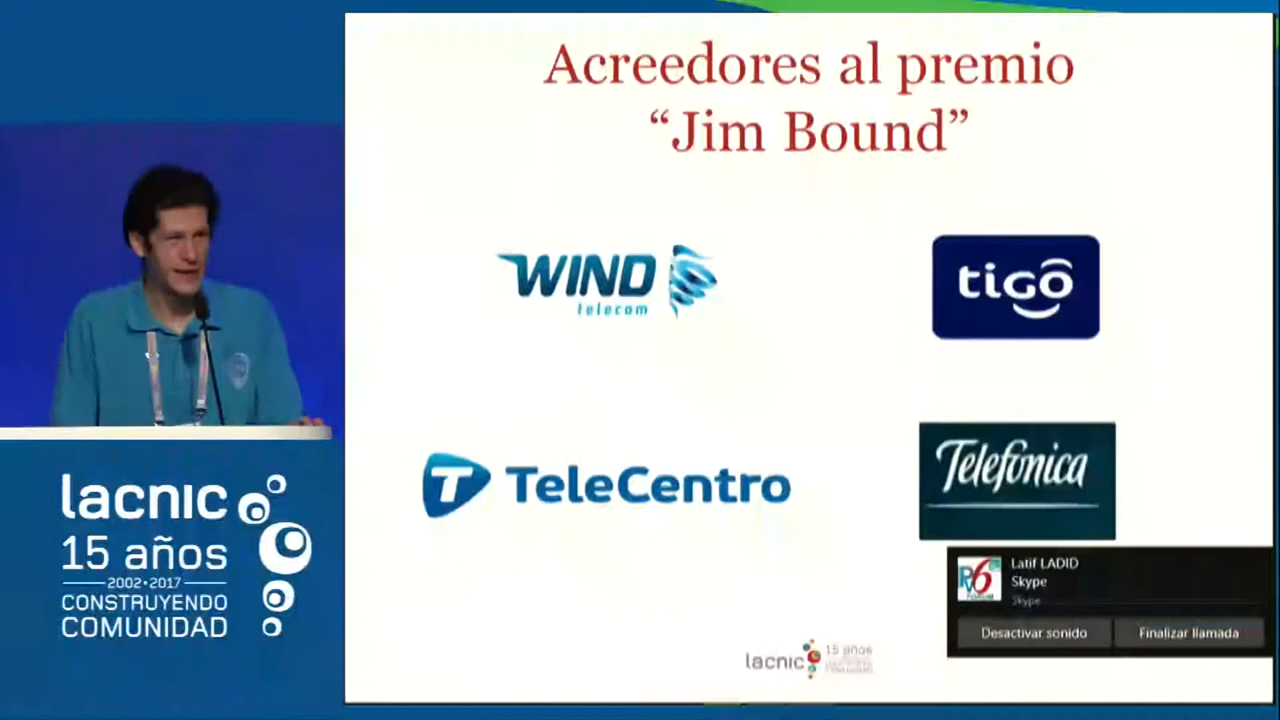 Acreedores al premio
“Jim Bound”
WIND
telecom
tigo
TeleCentro
Telefónica
Latif LADID
Skype
Skype
Desactivar sonido
Finalizar llamada
lacnic
15 años
lacnic
15 años
2002•2017
CONSTRUYENDO
COMUNIDAD